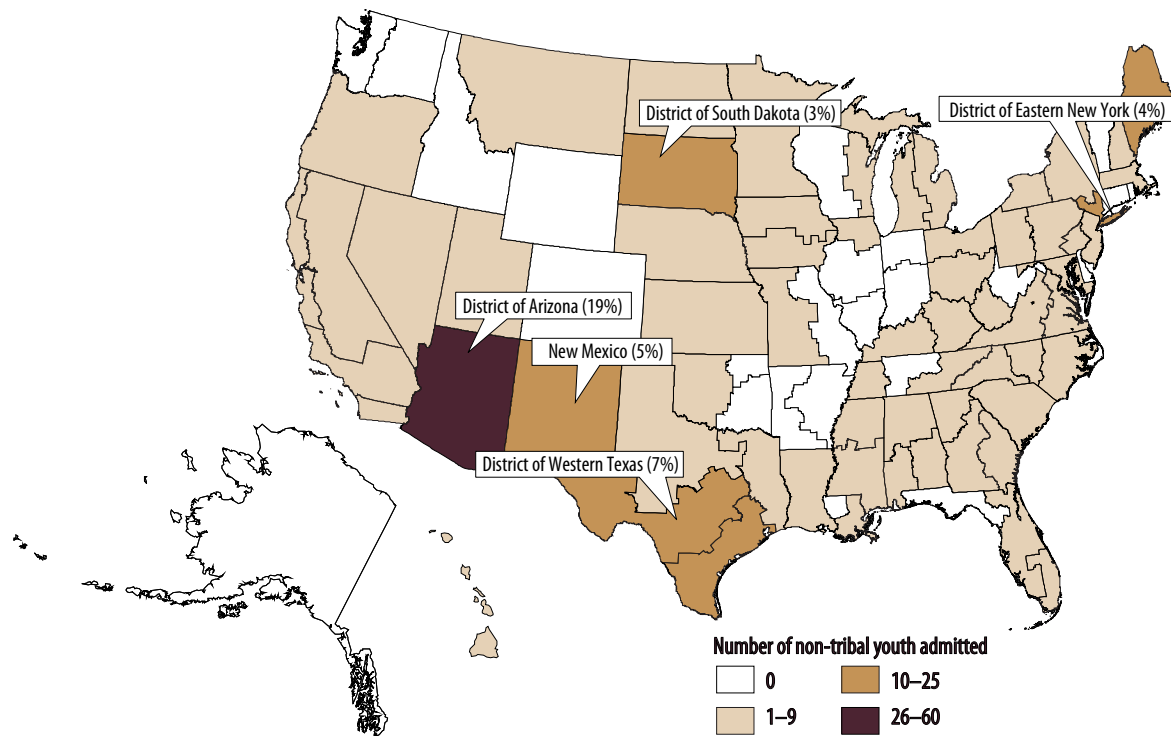 District of South Dakota (3%)
District of Eastern New York (4%)
District of Arizona (19%)
New Mexico (5%)
District of Western Texas (7%)
Number of non-tribal youth admitted
0
10–25
1–9
26–60